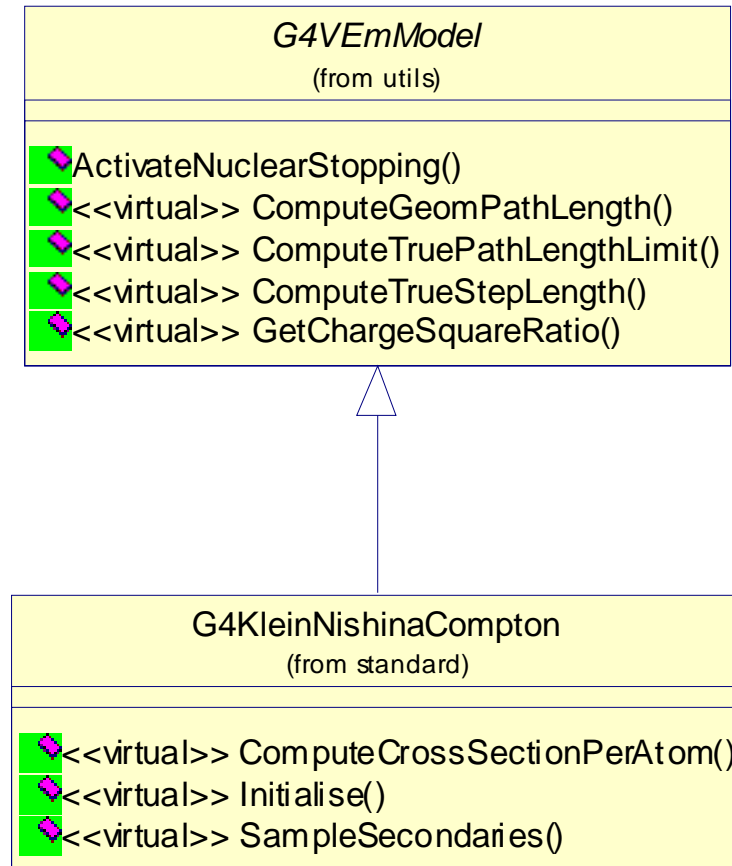 G4VEmModel
(from utils)
ActivateNuclearStopping()
<<virtual>> ComputeGeomPathLength()
<<virtual>> ComputeTruePathLengthLimit()
<<virtual>> ComputeTrueStepLength()
<<virtual>> GetChargeSquareRatio()
G4KleinNishinaCompton
(from standard)
<<virtual>> ComputeCrossSectionPerAtom()
<<virtual>> Initialise()
<<virtual>> SampleSecondaries()